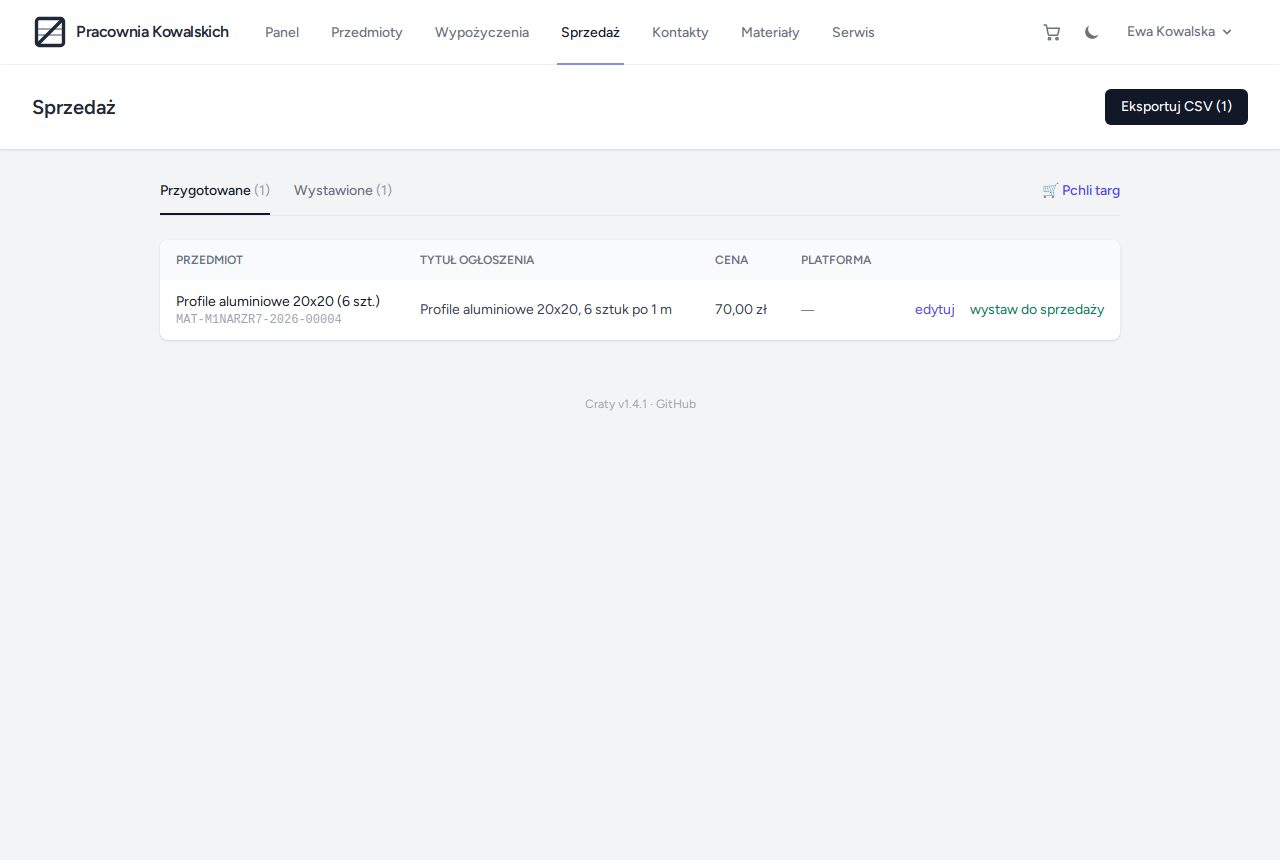 Pracownia Kowalskich Panel Przedmioty Wypożyczenia Sprzedaż Kontakty Materiały Serwis Ewa Kowalska
Sprzedaż Eksportuj CSV (1)
Przygotowane (1) Wystawione (1) Pchli targ
PRZEDMIOT TYTUŁ OGŁOSZENIA CENA PLATFORMA
Profile aluminiowe 20x20 (6 szt.)
MAT-M1NARZR7-2026-00004
Profile aluminiowe 20x20, 6 sztuk po 1 m 70,00 zł — edytuj wystaw do sprzedaży
Craty v1.4.1 · GitHub